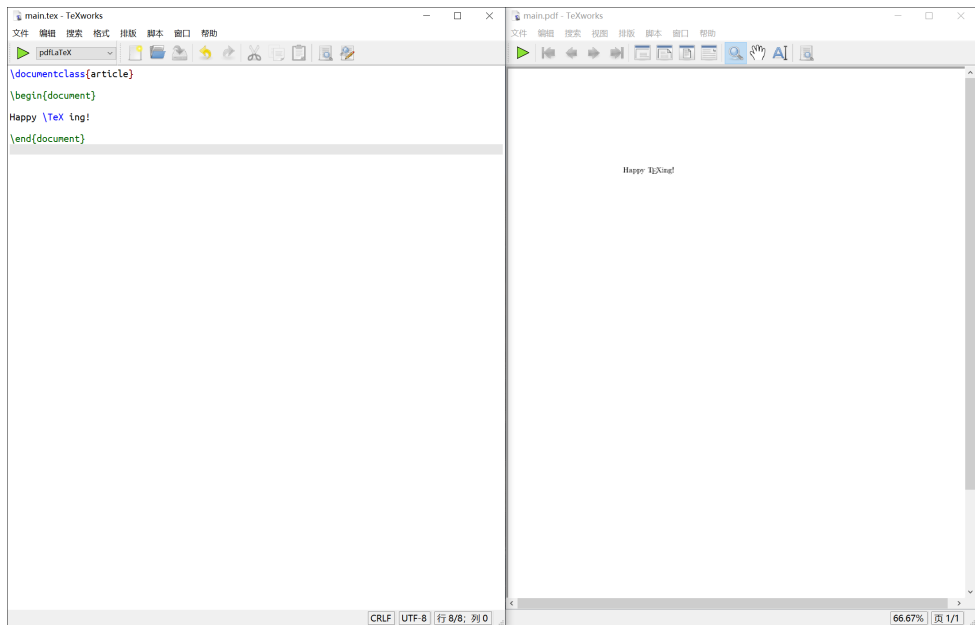 main.tex - TeXworks
文件 编辑 搜索 格式 排版 脚本 窗口 帮助
pdfLaTeX
\documentclass{article}
\begin{document}
Happy \TeX ing!
\end{document}
CRLF UTF-8 行 8/8; 列 0
main.pdf - TeXworks
文件 编辑 搜索 视图 排版 脚本 窗口 帮助
Happy TEXing!
66.67% 页 1/1